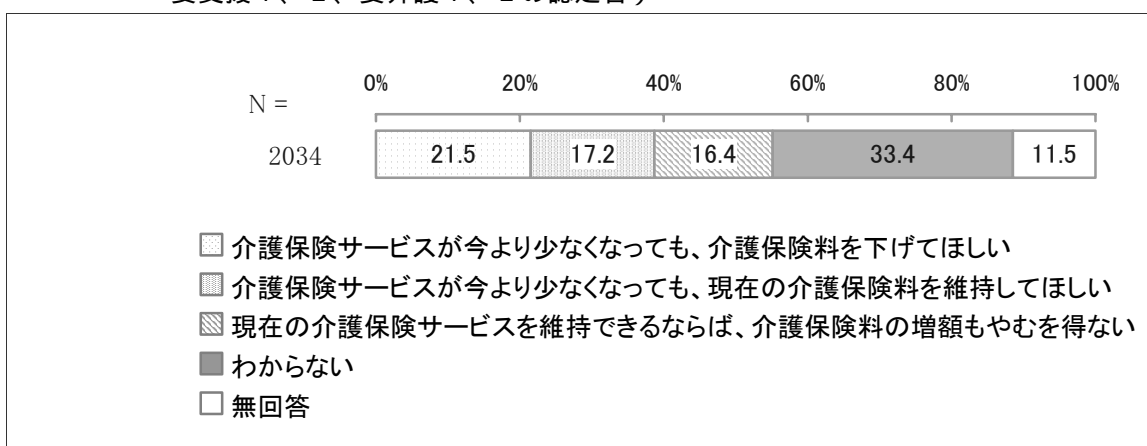 0% 20% 40% 60% 80% 100%
N =
2034 21.5 17.2 16.4 33.4 11.5
介護保険サービスが今より少なくなっても、介護保険料を下げてほしい
介護保険サービスが今より少なくなっても、現在の介護保険料を維持してほしい
現在の介護保険サービスを維持できるならば、介護保険料の増額もやむを得ない
わからない
無回答